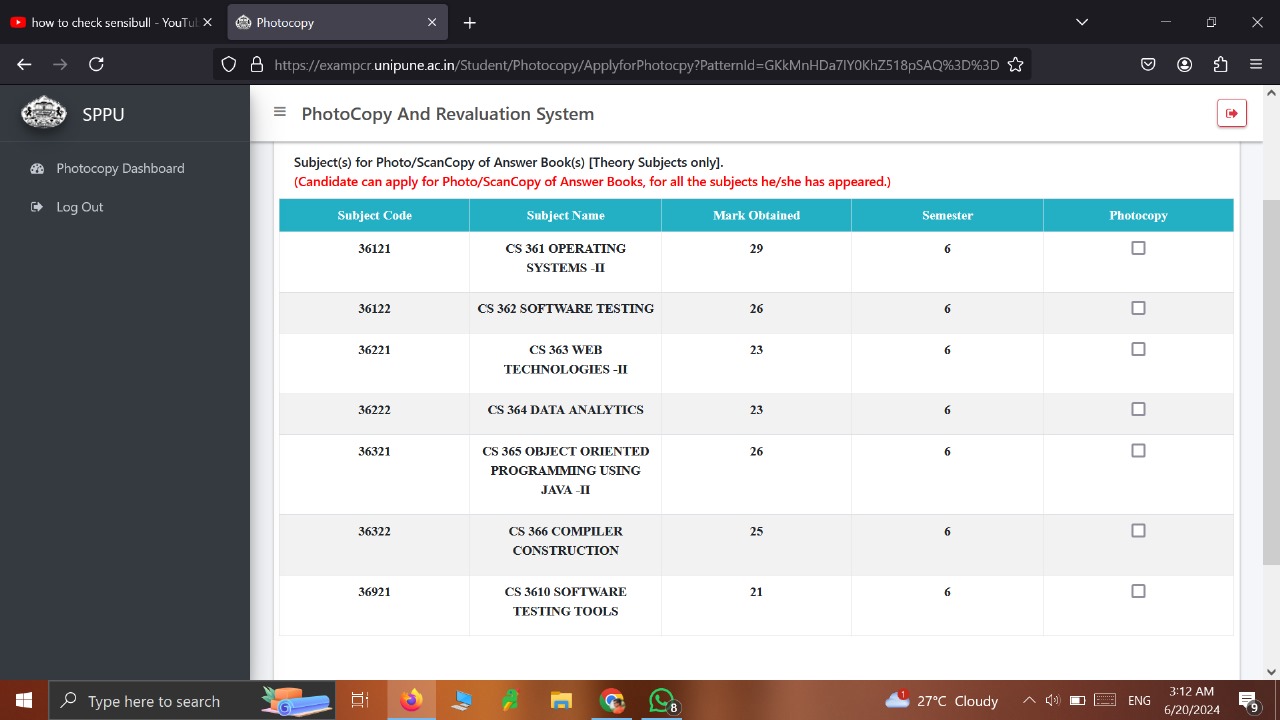 how to check sensibull - YouTu
Photocopy
https://exampcr.unipune.ac.in/Student/Photocopy/ApplyforPhotocpy?PatternId=GKkMnHDa7lY0KhZ518pSAQ%3D%3D
SPPU
PhotoCopy And Revaluation System
Photocopy Dashboard
Log Out
Subject(s) for Photo/ScanCopy of Answer Book(s) [Theory Subjects only].
(Candidate can apply for Photo/ScanCopy of Answer Books, for all the subjects he/she has appeared.)
Subject Code Subject Name Mark Obtained Semester Photocopy
36121 CS 361 OPERATING 29 6
SYSTEMS -II
36122 CS 362 SOFTWARE TESTING 26 6
36221 CS 363 WEB 23 6
TECHNOLOGIES -II
36222 CS 364 DATA ANALYTICS 23 6
36321 CS 365 OBJECT ORIENTED 26 6
PROGRAMMING USING
JAVA -II
36322 CS 366 COMPILER 25 6
CONSTRUCTION
36921 CS 3610 SOFTWARE 21 6
TESTING TOOLS
Type here to search
8
1
27°C Cloudy
ENG
3:12 AM
6/20/2024
9